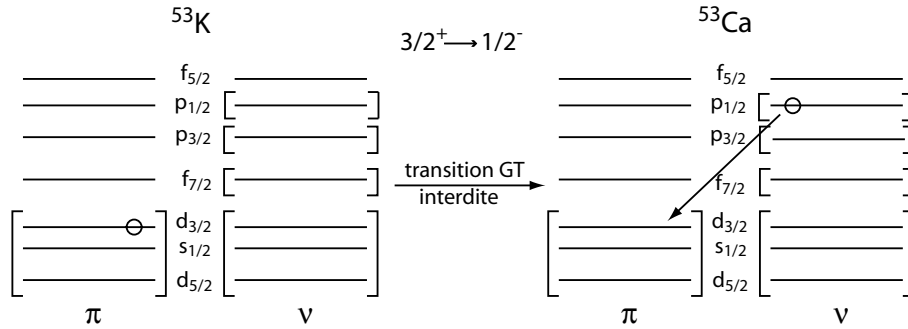 ⁵³K
3/2⁺ → 1/2⁻
⁵³Ca
f5/2
p1/2
p3/2
f7/2
d3/2
s1/2
d5/2
π
ν
transition GT
interdite
f5/2
p1/2
p3/2
f7/2
d3/2
s1/2
d5/2
π
ν